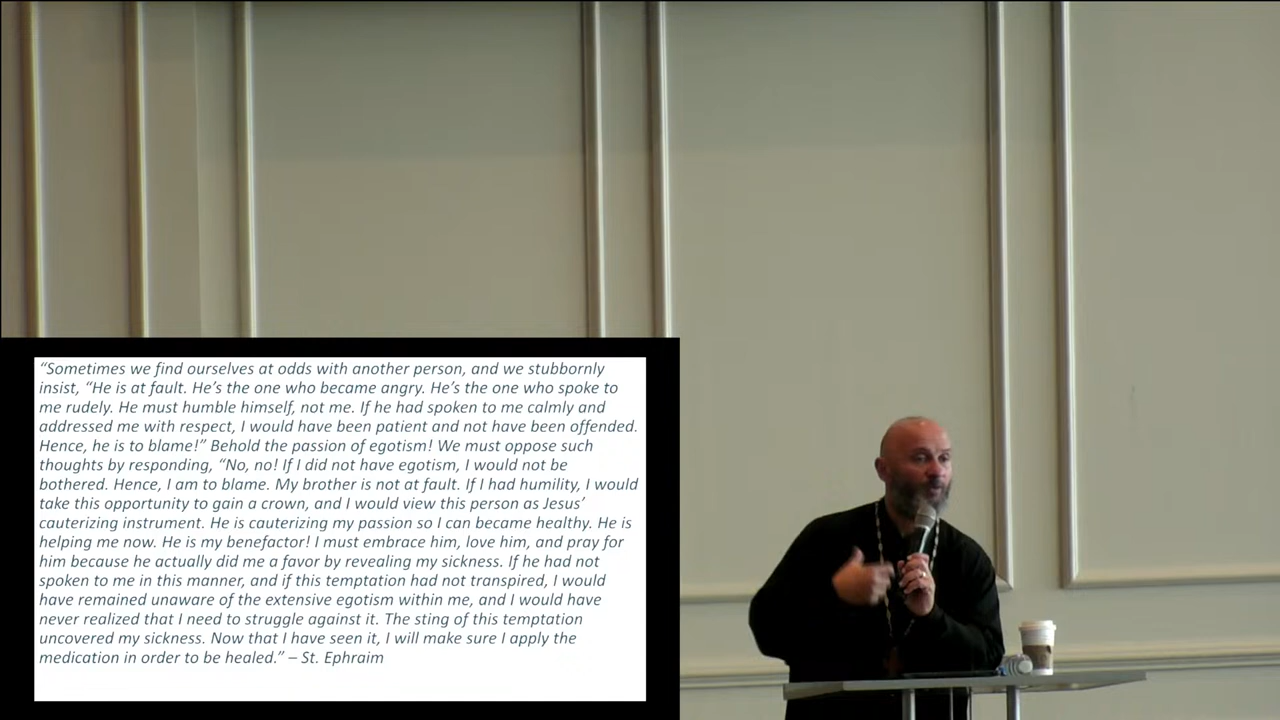 “Sometimes we find ourselves at odds with another person, and we stubbornly
insist, “He is at fault. He’s the one who became angry. He’s the one who spoke to
me rudely. He must humble himself, not me. If he had spoken to me calmly and
addressed me with respect, I would have been patient and not have been offended.
Hence, he is to blame!” Behold the passion of egotism! We must oppose such
thoughts by responding, “No, no! If I did not have egotism, I would not be
bothered. Hence, I am to blame. My brother is not at fault. If I had humility, I would
take this opportunity to gain a crown, and I would view this person as Jesus’
cauterizing instrument. He is cauterizing my passion so I can became healthy. He is
helping me now. He is my benefactor! I must embrace him, love him, and pray for
him because he actually did me a favor by revealing my sickness. If he had not
spoken to me in this manner, and if this temptation had not transpired, I would
have remained unaware of the extensive egotism within me, and I would have
never realized that I need to struggle against it. The sting of this temptation
uncovered my sickness. Now that I have seen it, I will make sure I apply the
medication in order to be healed.” – St. Ephraim